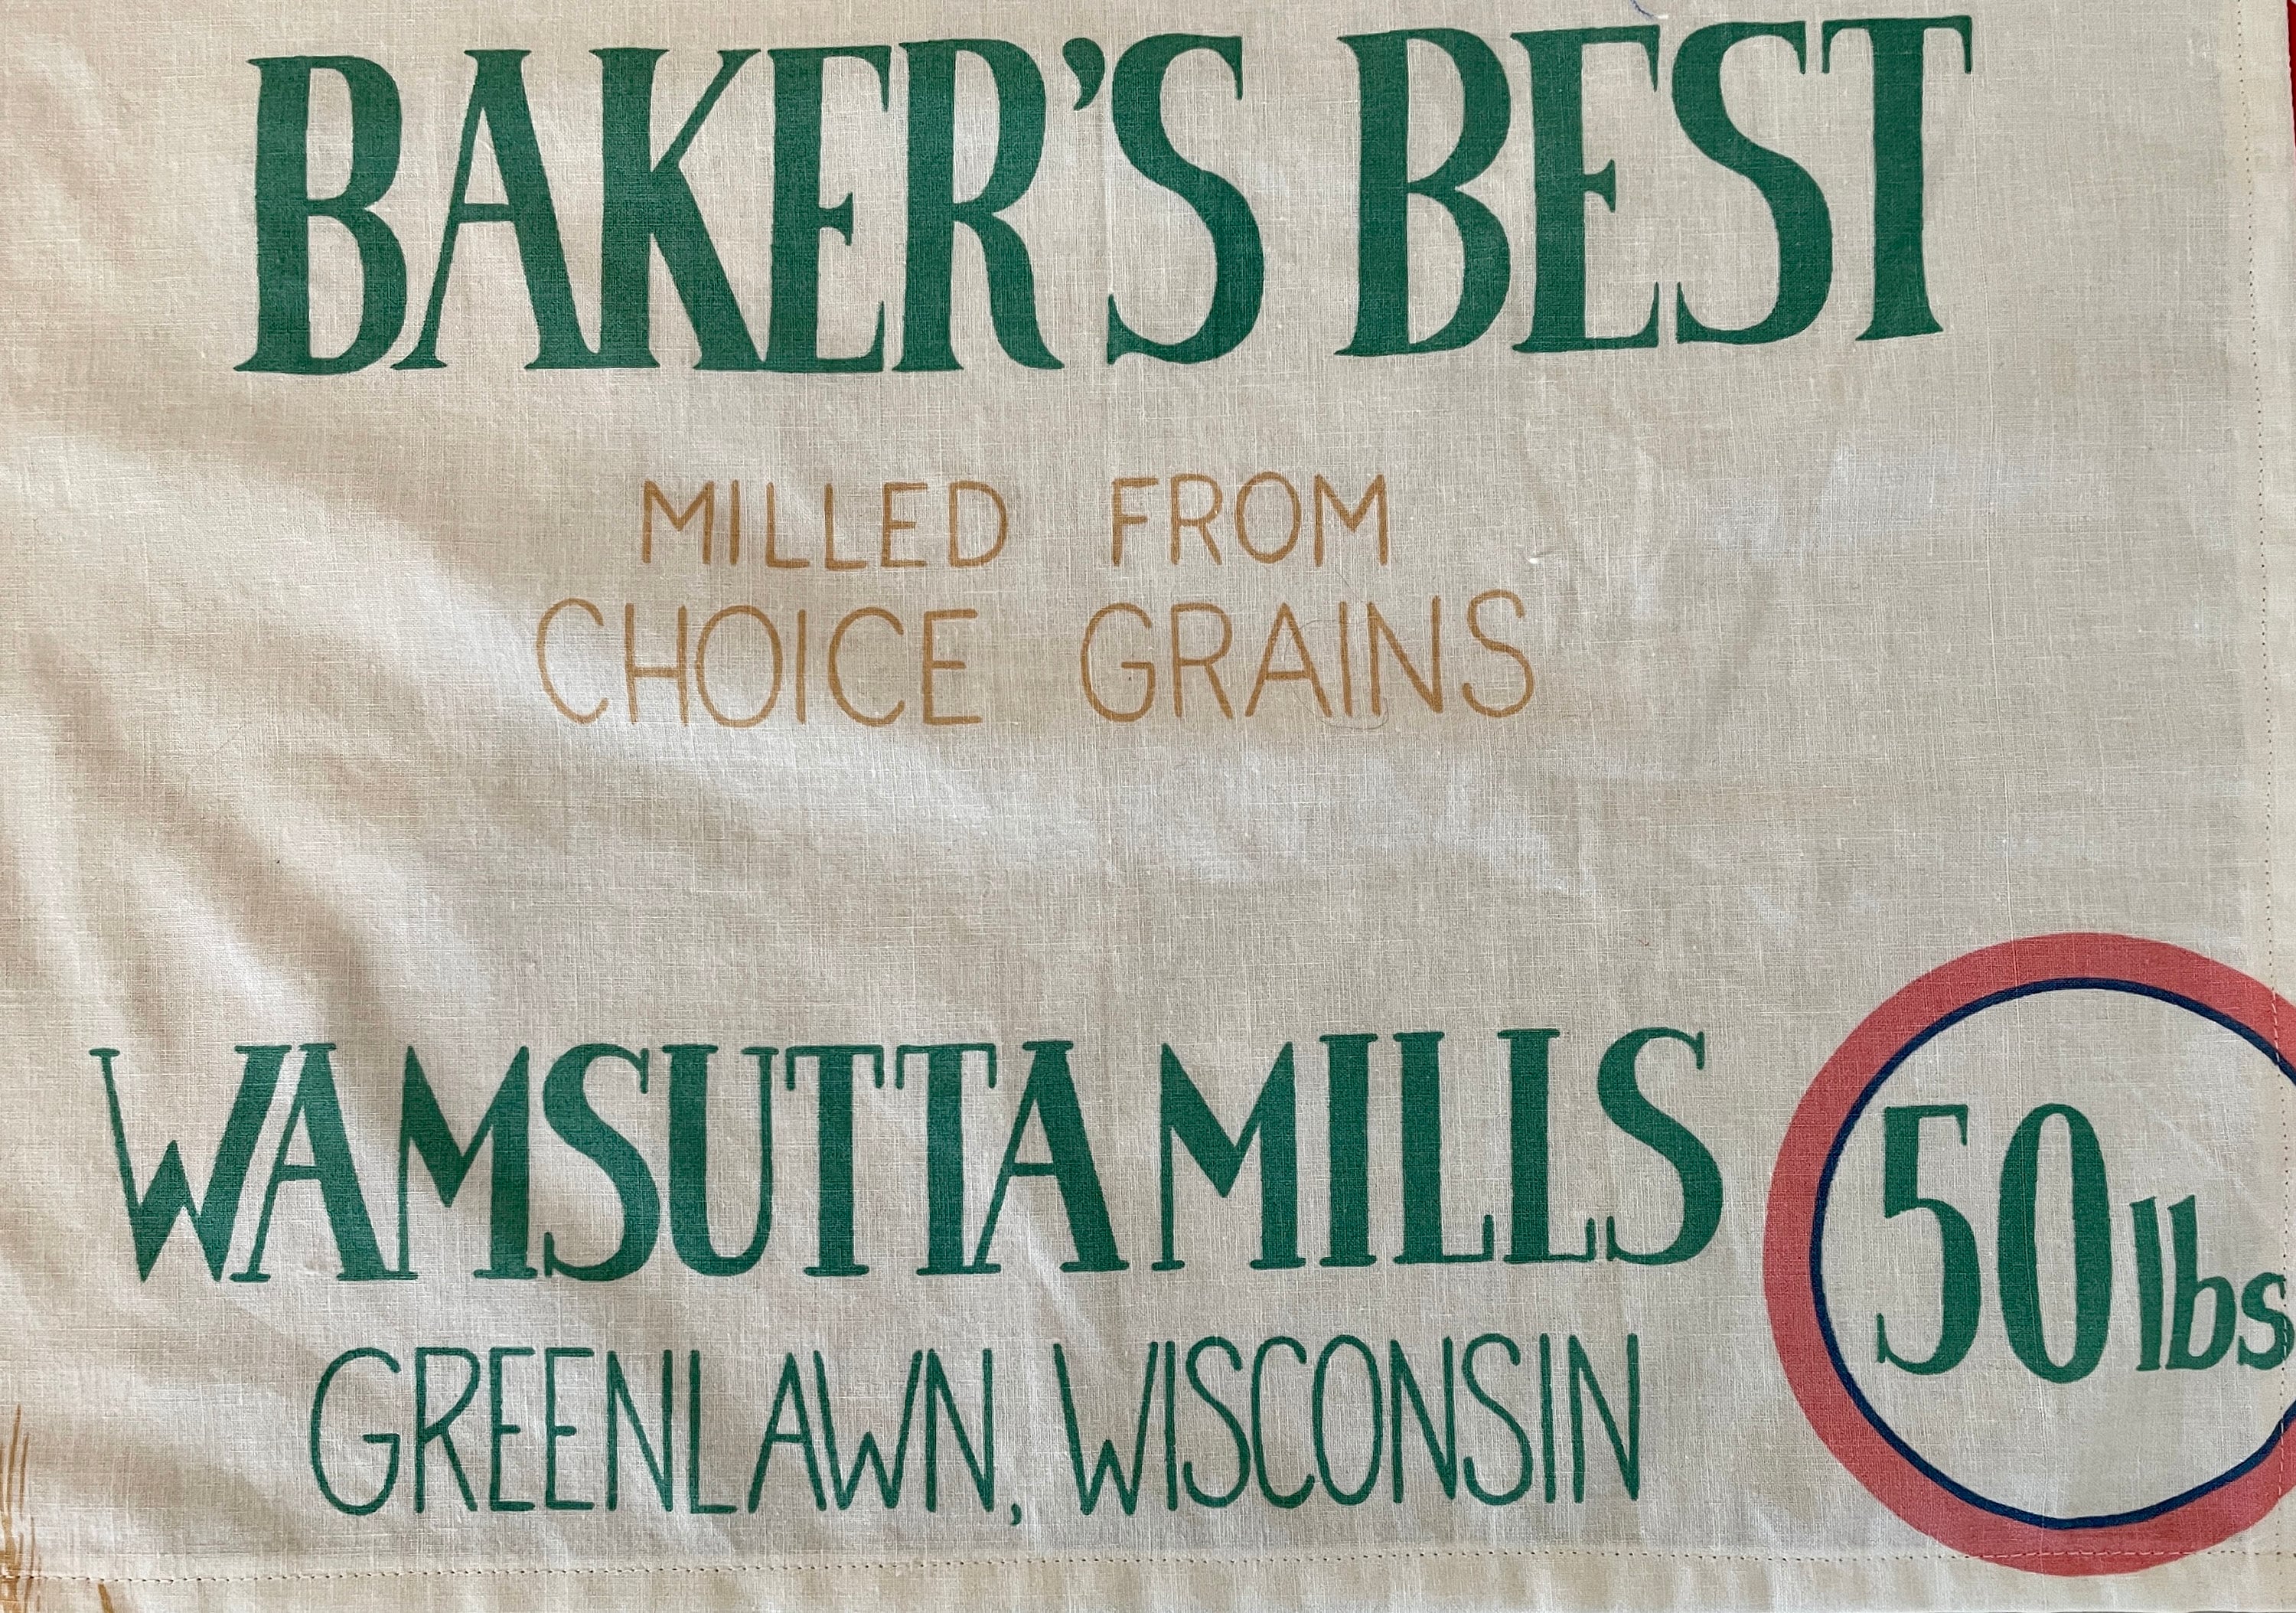 BAKER'S BEST
MILLED FROM
CHOICE GRAINS
WAMSUTTA MILLS
GREENLAWN, WISCONSIN
50 lbs